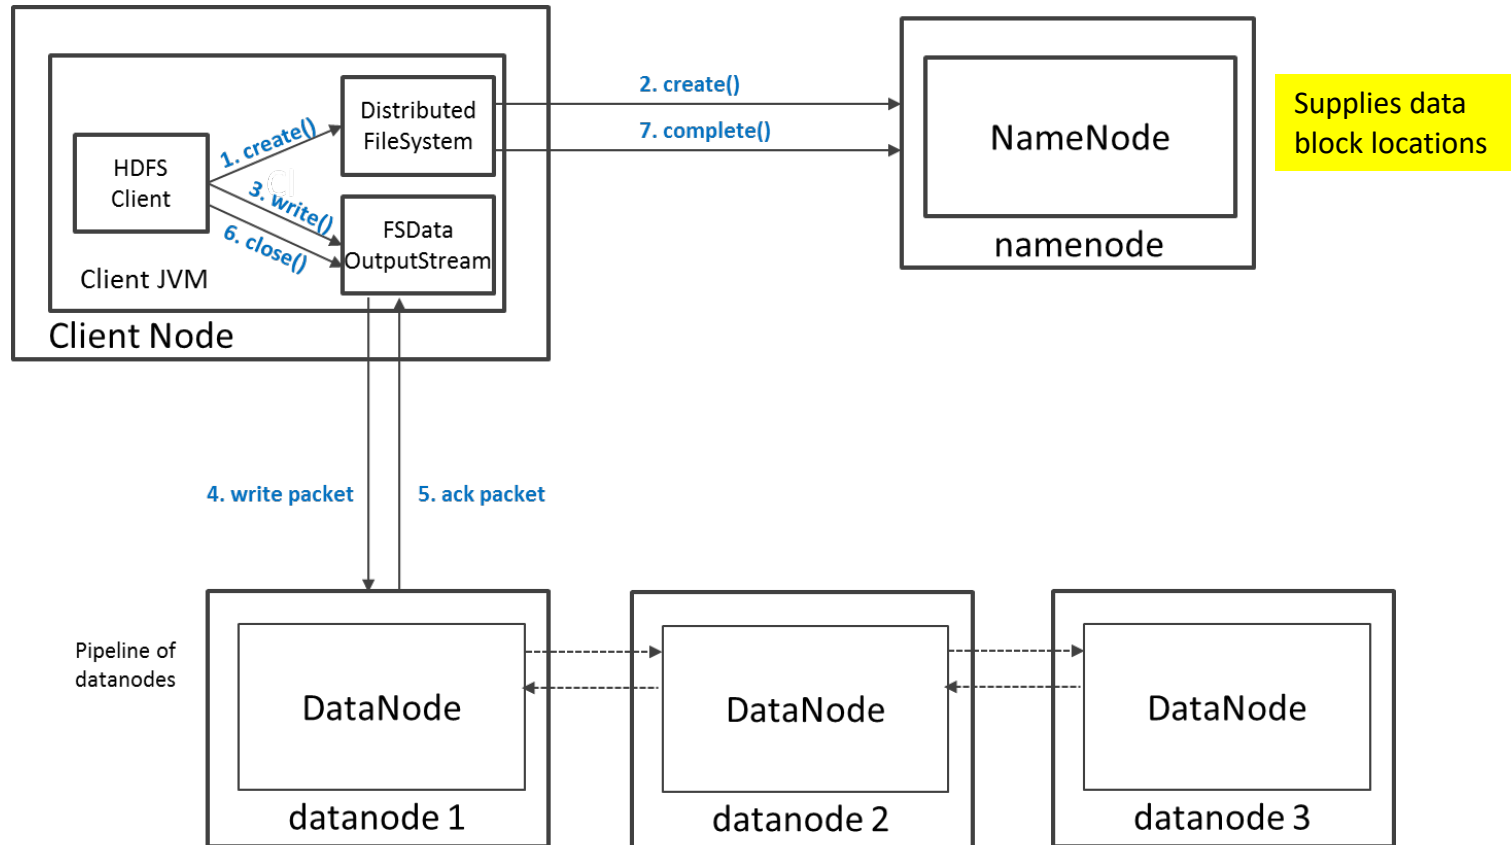 2. create()
7. complete()
Distributed
FileSystem
1. create()
HDFS
Client
3. write()
6. close()
FSData
OutputStream
Client JVM
Client Node
NameNode
namenode
Supplies data
block locations
4. write packet
5. ack packet
Pipeline of
datanodes
DataNode
datanode 1
DataNode
datanode 2
DataNode
datanode 3